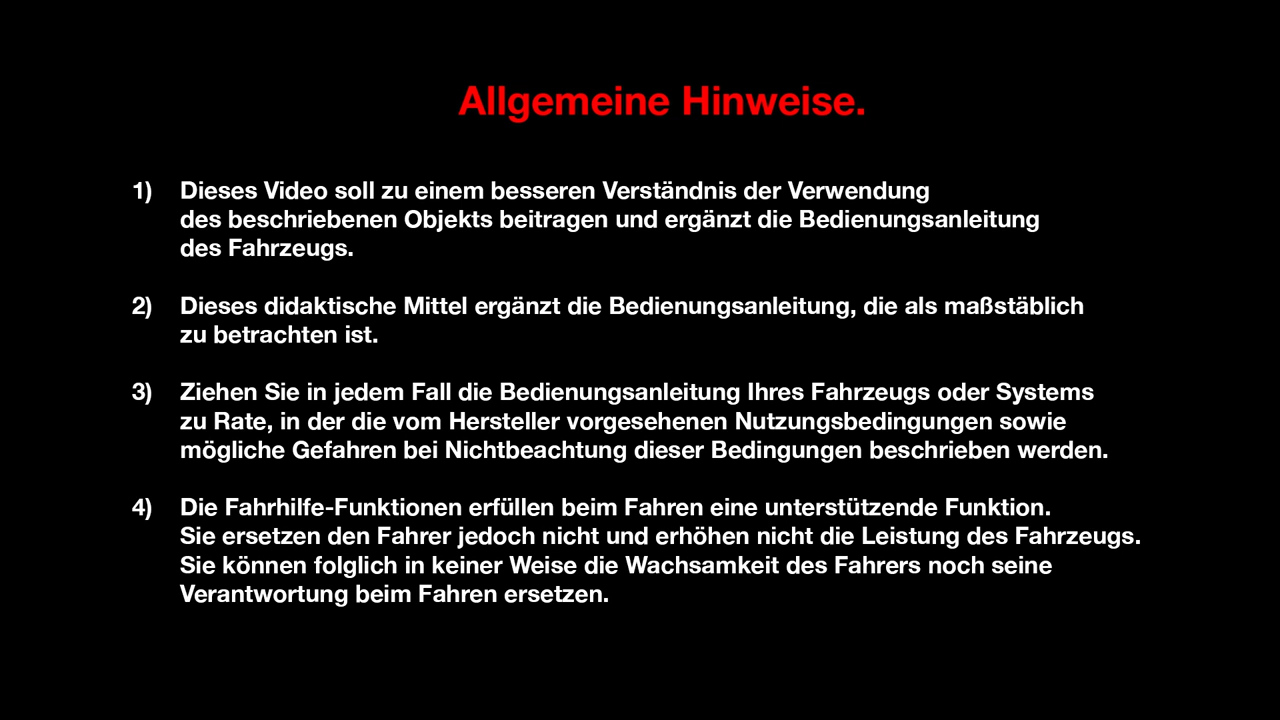 Allgemeine Hinweise.
1) Dieses Video soll zu einem besseren Verständnis der Verwendung
des beschriebenen Objekts beitragen und ergänzt die Bedienungsanleitung
des Fahrzeugs.
2) Dieses didaktische Mittel ergänzt die Bedienungsanleitung, die als maßstäblich
zu betrachten ist.
3) Ziehen Sie in jedem Fall die Bedienungsanleitung Ihres Fahrzeugs oder Systems
zu Rate, in der die vom Hersteller vorgesehenen Nutzungsbedingungen sowie
mögliche Gefahren bei Nichtbeachtung dieser Bedingungen beschrieben werden.
4) Die Fahrhilfe-Funktionen erfüllen beim Fahren eine unterstützende Funktion.
Sie ersetzen den Fahrer jedoch nicht und erhöhen nicht die Leistung des Fahrzeugs.
Sie können folglich in keiner Weise die Wachsamkeit des Fahrers noch seine
Verantwortung beim Fahren ersetzen.